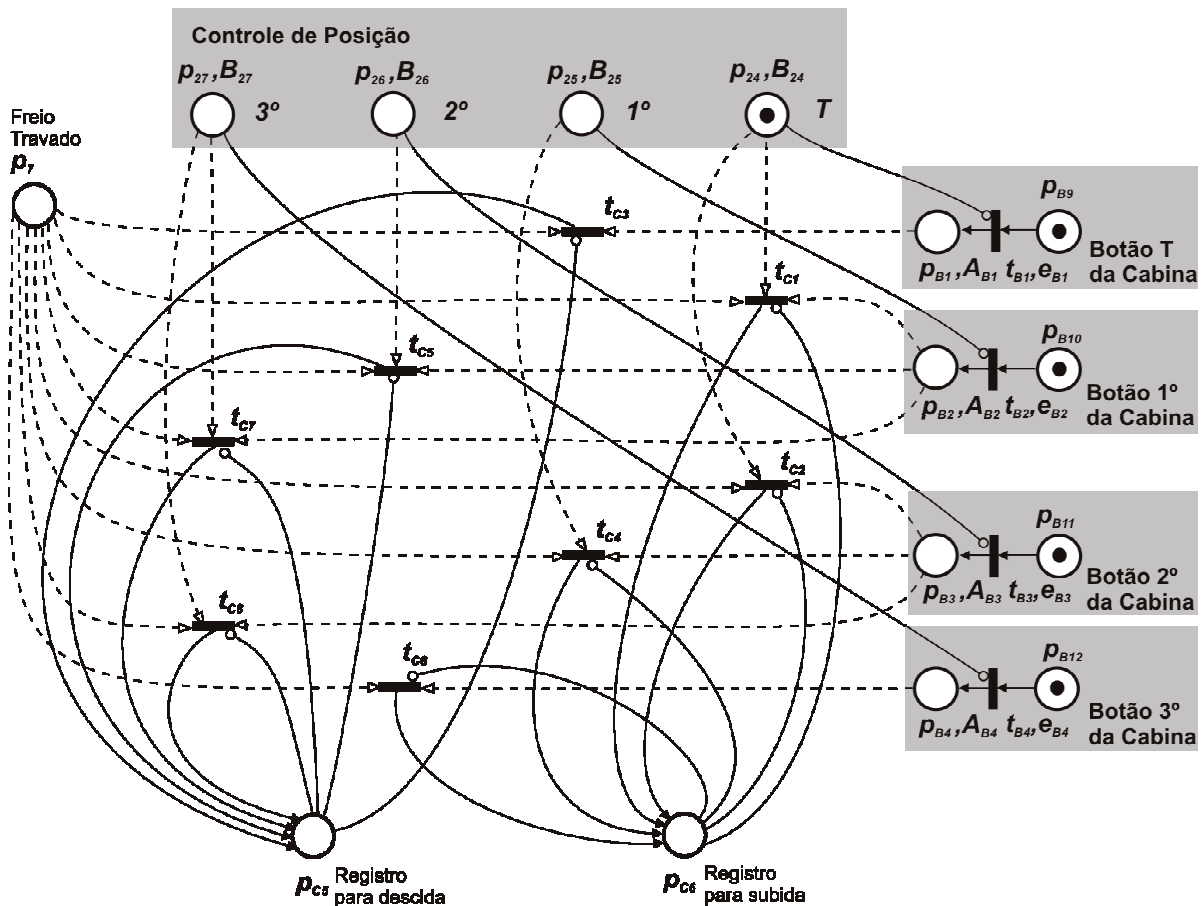 Controle de Posição
p27,B27
3º
p26,B26
2º
p25,B25
1º
p24,B24
T
Freio
Travado
p7
tC3
tC1
tC5
tC7
tC2
tC4
tC8
tC6
pB9
Botão T
da Cabina
pB1,AB1 tB1,eB1
pB10
Botão 1º
da Cabina
pB2,AB2 tB2,eB2
pB11
Botão 2º
da Cabina
pB3,AB3 tB3,eB3
pB12
Botão 3º
da Cabina
pB4,AB4 tB4,eB4
pC5 Registro
para descida
pC6 Registro
para subida